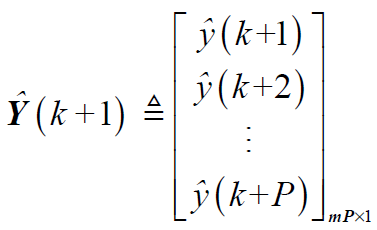 ŷ(k+1)
ŷ(k+2)
Ŷ(k+1) ≜
⋮
ŷ(k+P)
mP×1